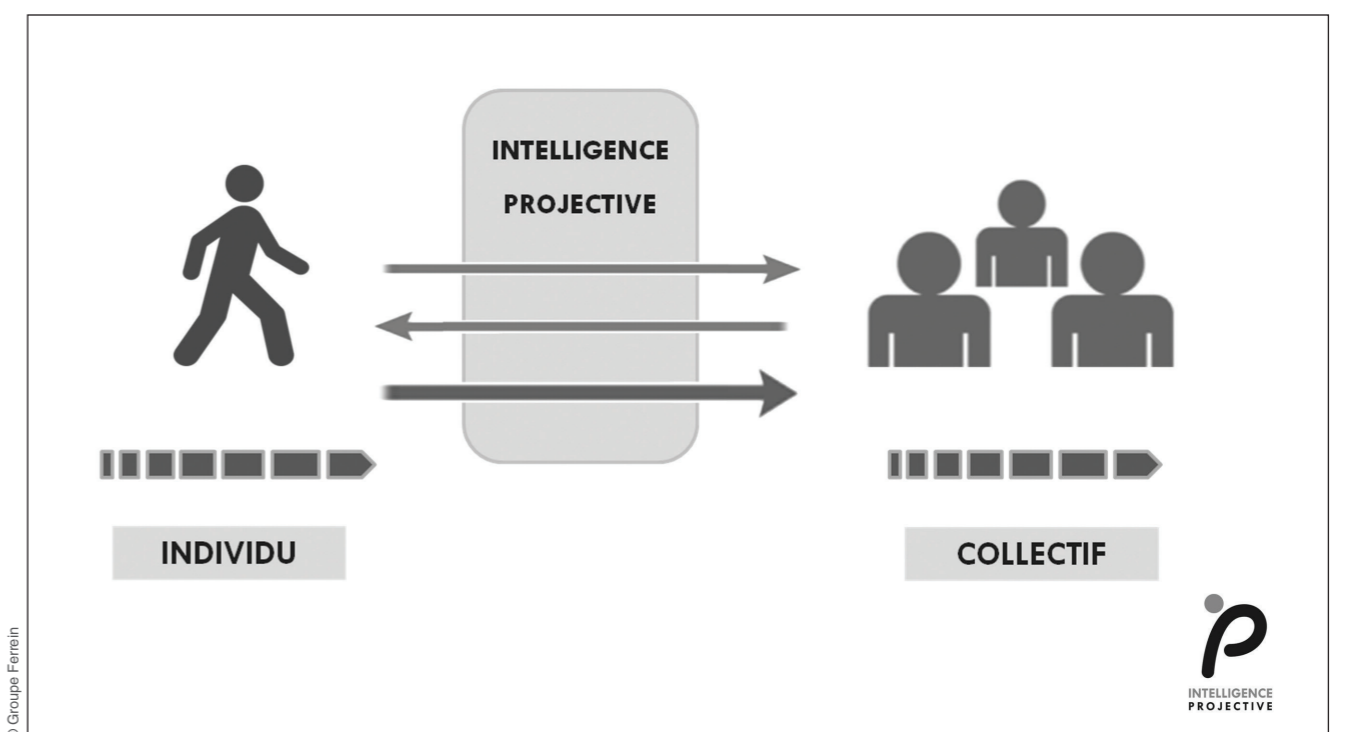 INTELLIGENCE
PROJECTIVE
INDIVIDU
COLLECTIF
INTELLIGENCE
PROJECTIVE
© Groupe Ferrein